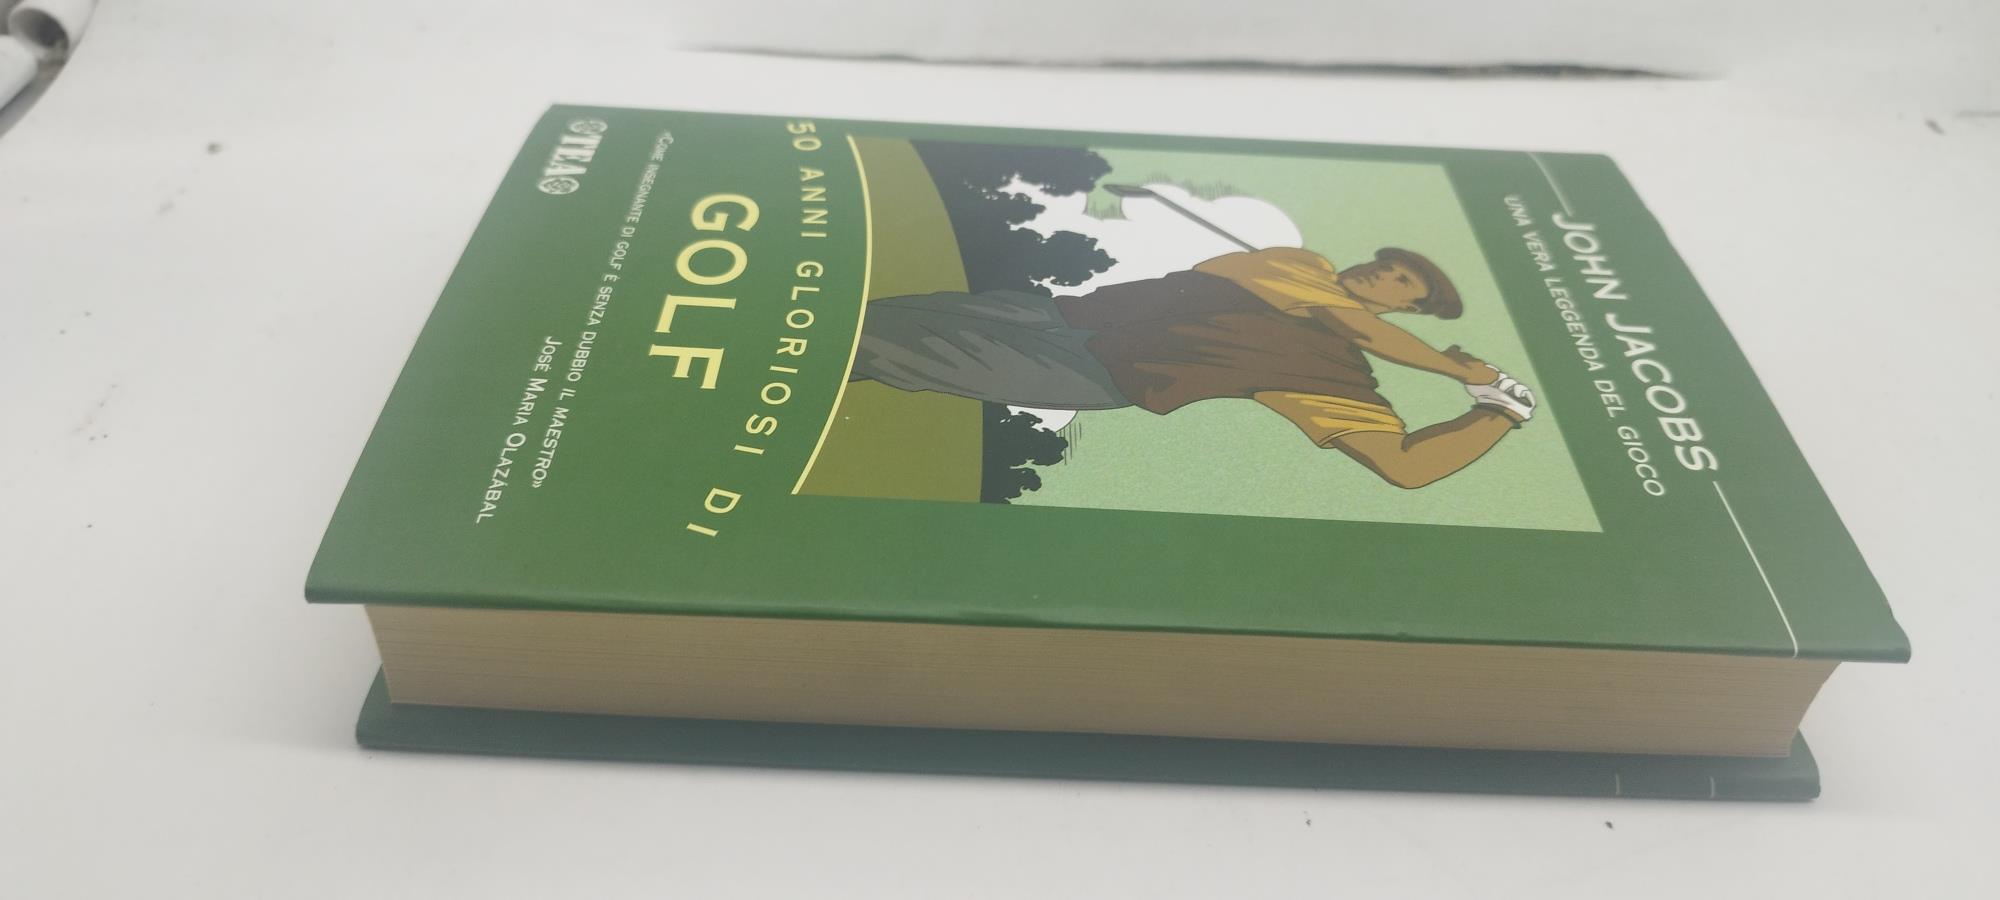 JOHN JACOBS
UNA VERA LEGGENDA DEL GIOCO
50 ANNI GLORIOSI DI
GOLF
«COME INSEGNANTE DI GOLF È SENZA DUBBIO IL MAESTRO»
JOSÉ MARIA OLAZÁBAL
TEA